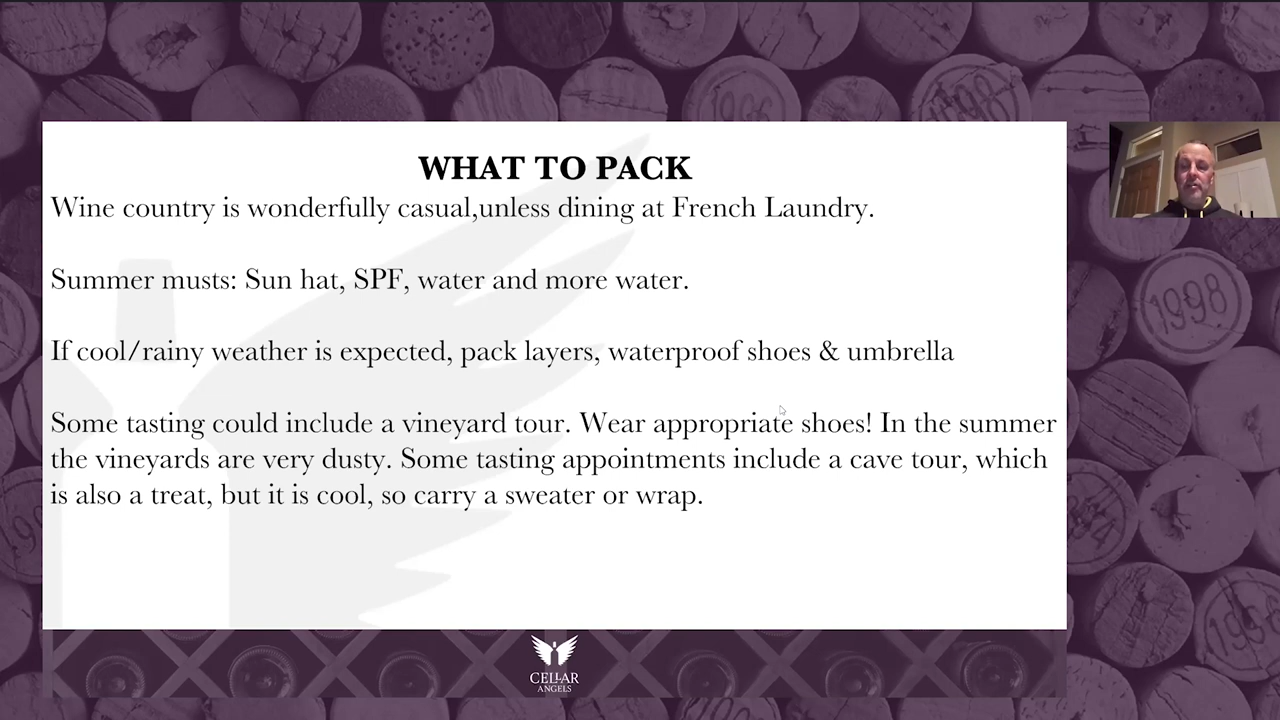 WHAT TO PACK
Wine country is wonderfully casual,unless dining at French Laundry.
Summer musts: Sun hat, SPF, water and more water.
If cool/rainy weather is expected, pack layers, waterproof shoes & umbrella
Some tasting could include a vineyard tour. Wear appropriate shoes! In the summer
the vineyards are very dusty. Some tasting appointments include a cave tour, which
is also a treat, but it is cool, so carry a sweater or wrap.
1998
CELLAR
ANGELS